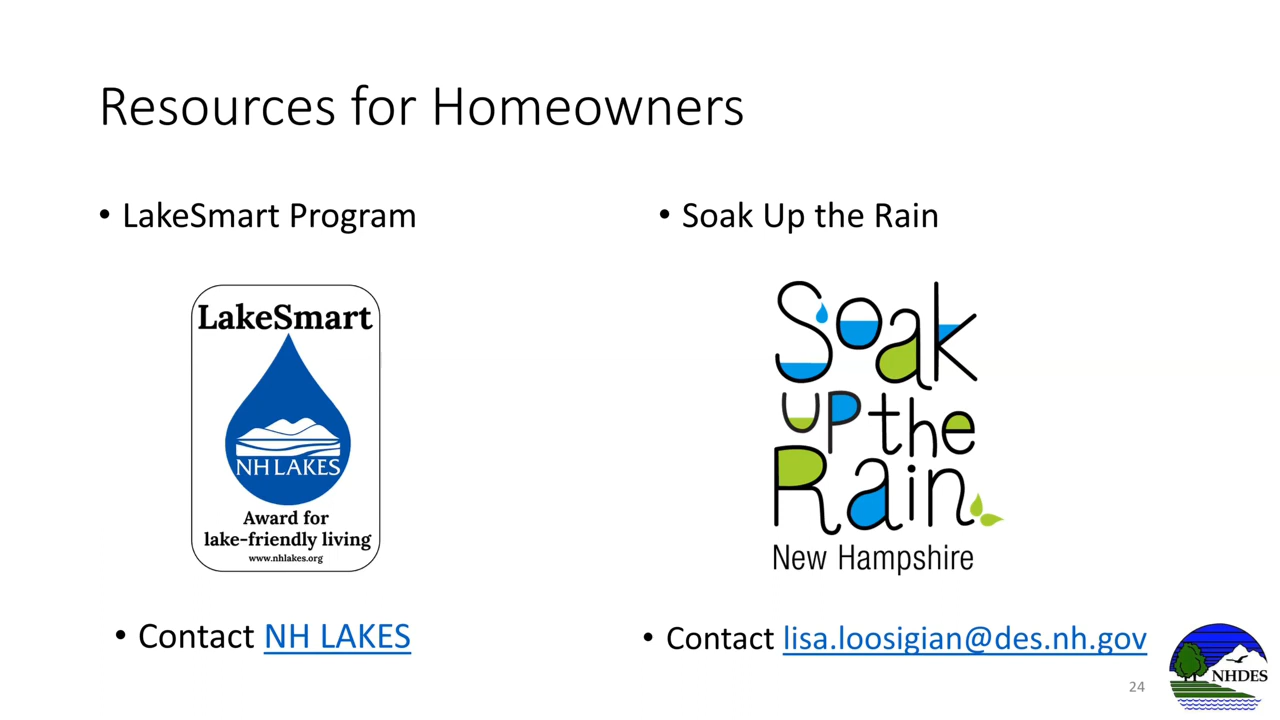 Resources for Homeowners
• LakeSmart Program
LakeSmart
NH LAKES
Award for
lake-friendly living
www.nhlakes.org
• Contact NH LAKES
• Soak Up the Rain
Soak
UP the
Rain
New Hampshire
• Contact lisa.loosigian@des.nh.gov
NHDES
24